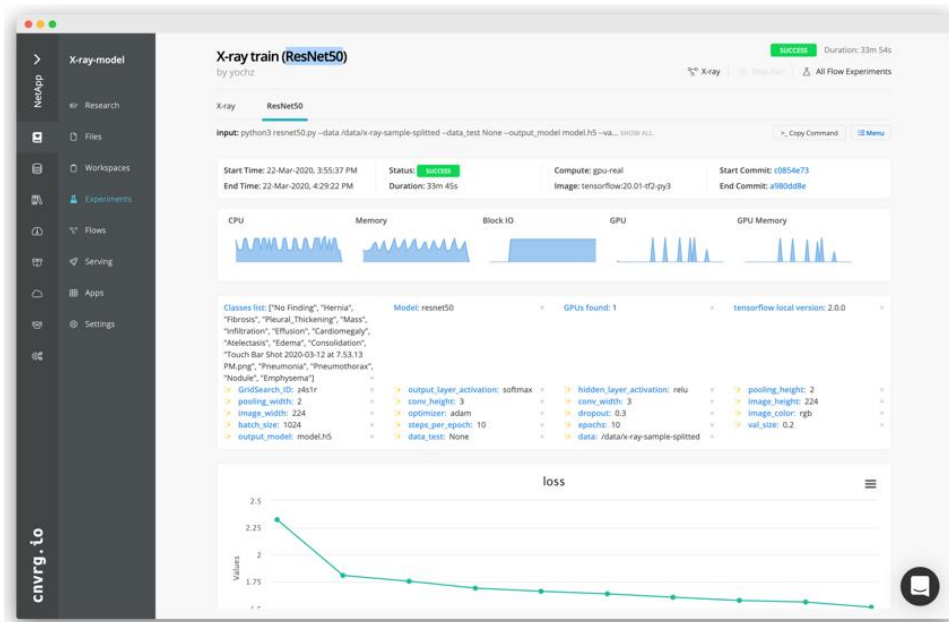 X-ray train (ResNet50)
by yochz
SUCCESS Duration: 33m 54s
X-ray Stop Run All Flow Experiments
NetApp
X-ray-model
Research
Files
Workspaces
Experiments
Flows
Serving
Apps
Settings
cnvrg.io
X-ray ResNet50
input: python3 resnet50.py --data /data/x-ray-sample-splitted --data_test None --output_model model.h5 --va... SHOW ALL
>_ Copy Command Menu
Start Time: 22-Mar-2020, 3:55:37 PM Status: SUCCESS Compute: gpu-real Start Commit: c0854e73
End Time: 22-Mar-2020, 4:29:22 PM Duration: 33m 45s Image: tensorflow:20.01-tf2-py3 End Commit: a980dd8e
CPU Memory Block IO GPU GPU Memory
Classes list: ["No Finding", "Hernia",
"Fibrosis", "Pleural_Thickening", "Mass",
"Infiltration", "Effusion", "Cardiomegaly",
"Atelectasis", "Edema", "Consolidation",
"Touch Bar Shot 2020-03-12 at 7.53.13
PM.png", "Pneumonia", "Pneumothorax",
"Nodule", "Emphysema"]
Model: resnet50 GPUs found: 1 tensorflow local version: 2.0.0
GridSearch_ID: z4s1r output_layer_activation: softmax hidden_layer_activation: relu pooling_height: 2
pooling_width: 2 conv_height: 3 conv_width: 3 image_height: 224
image_width: 224 optimizer: adam dropout: 0.3 image_color: rgb
batch_size: 1024 steps_per_epoch: 10 epochs: 10 val_size: 0.2
output_model: model.h5 data_test: None data: /data/x-ray-sample-splitted
loss
Values
2.5
2.25
2
1.75